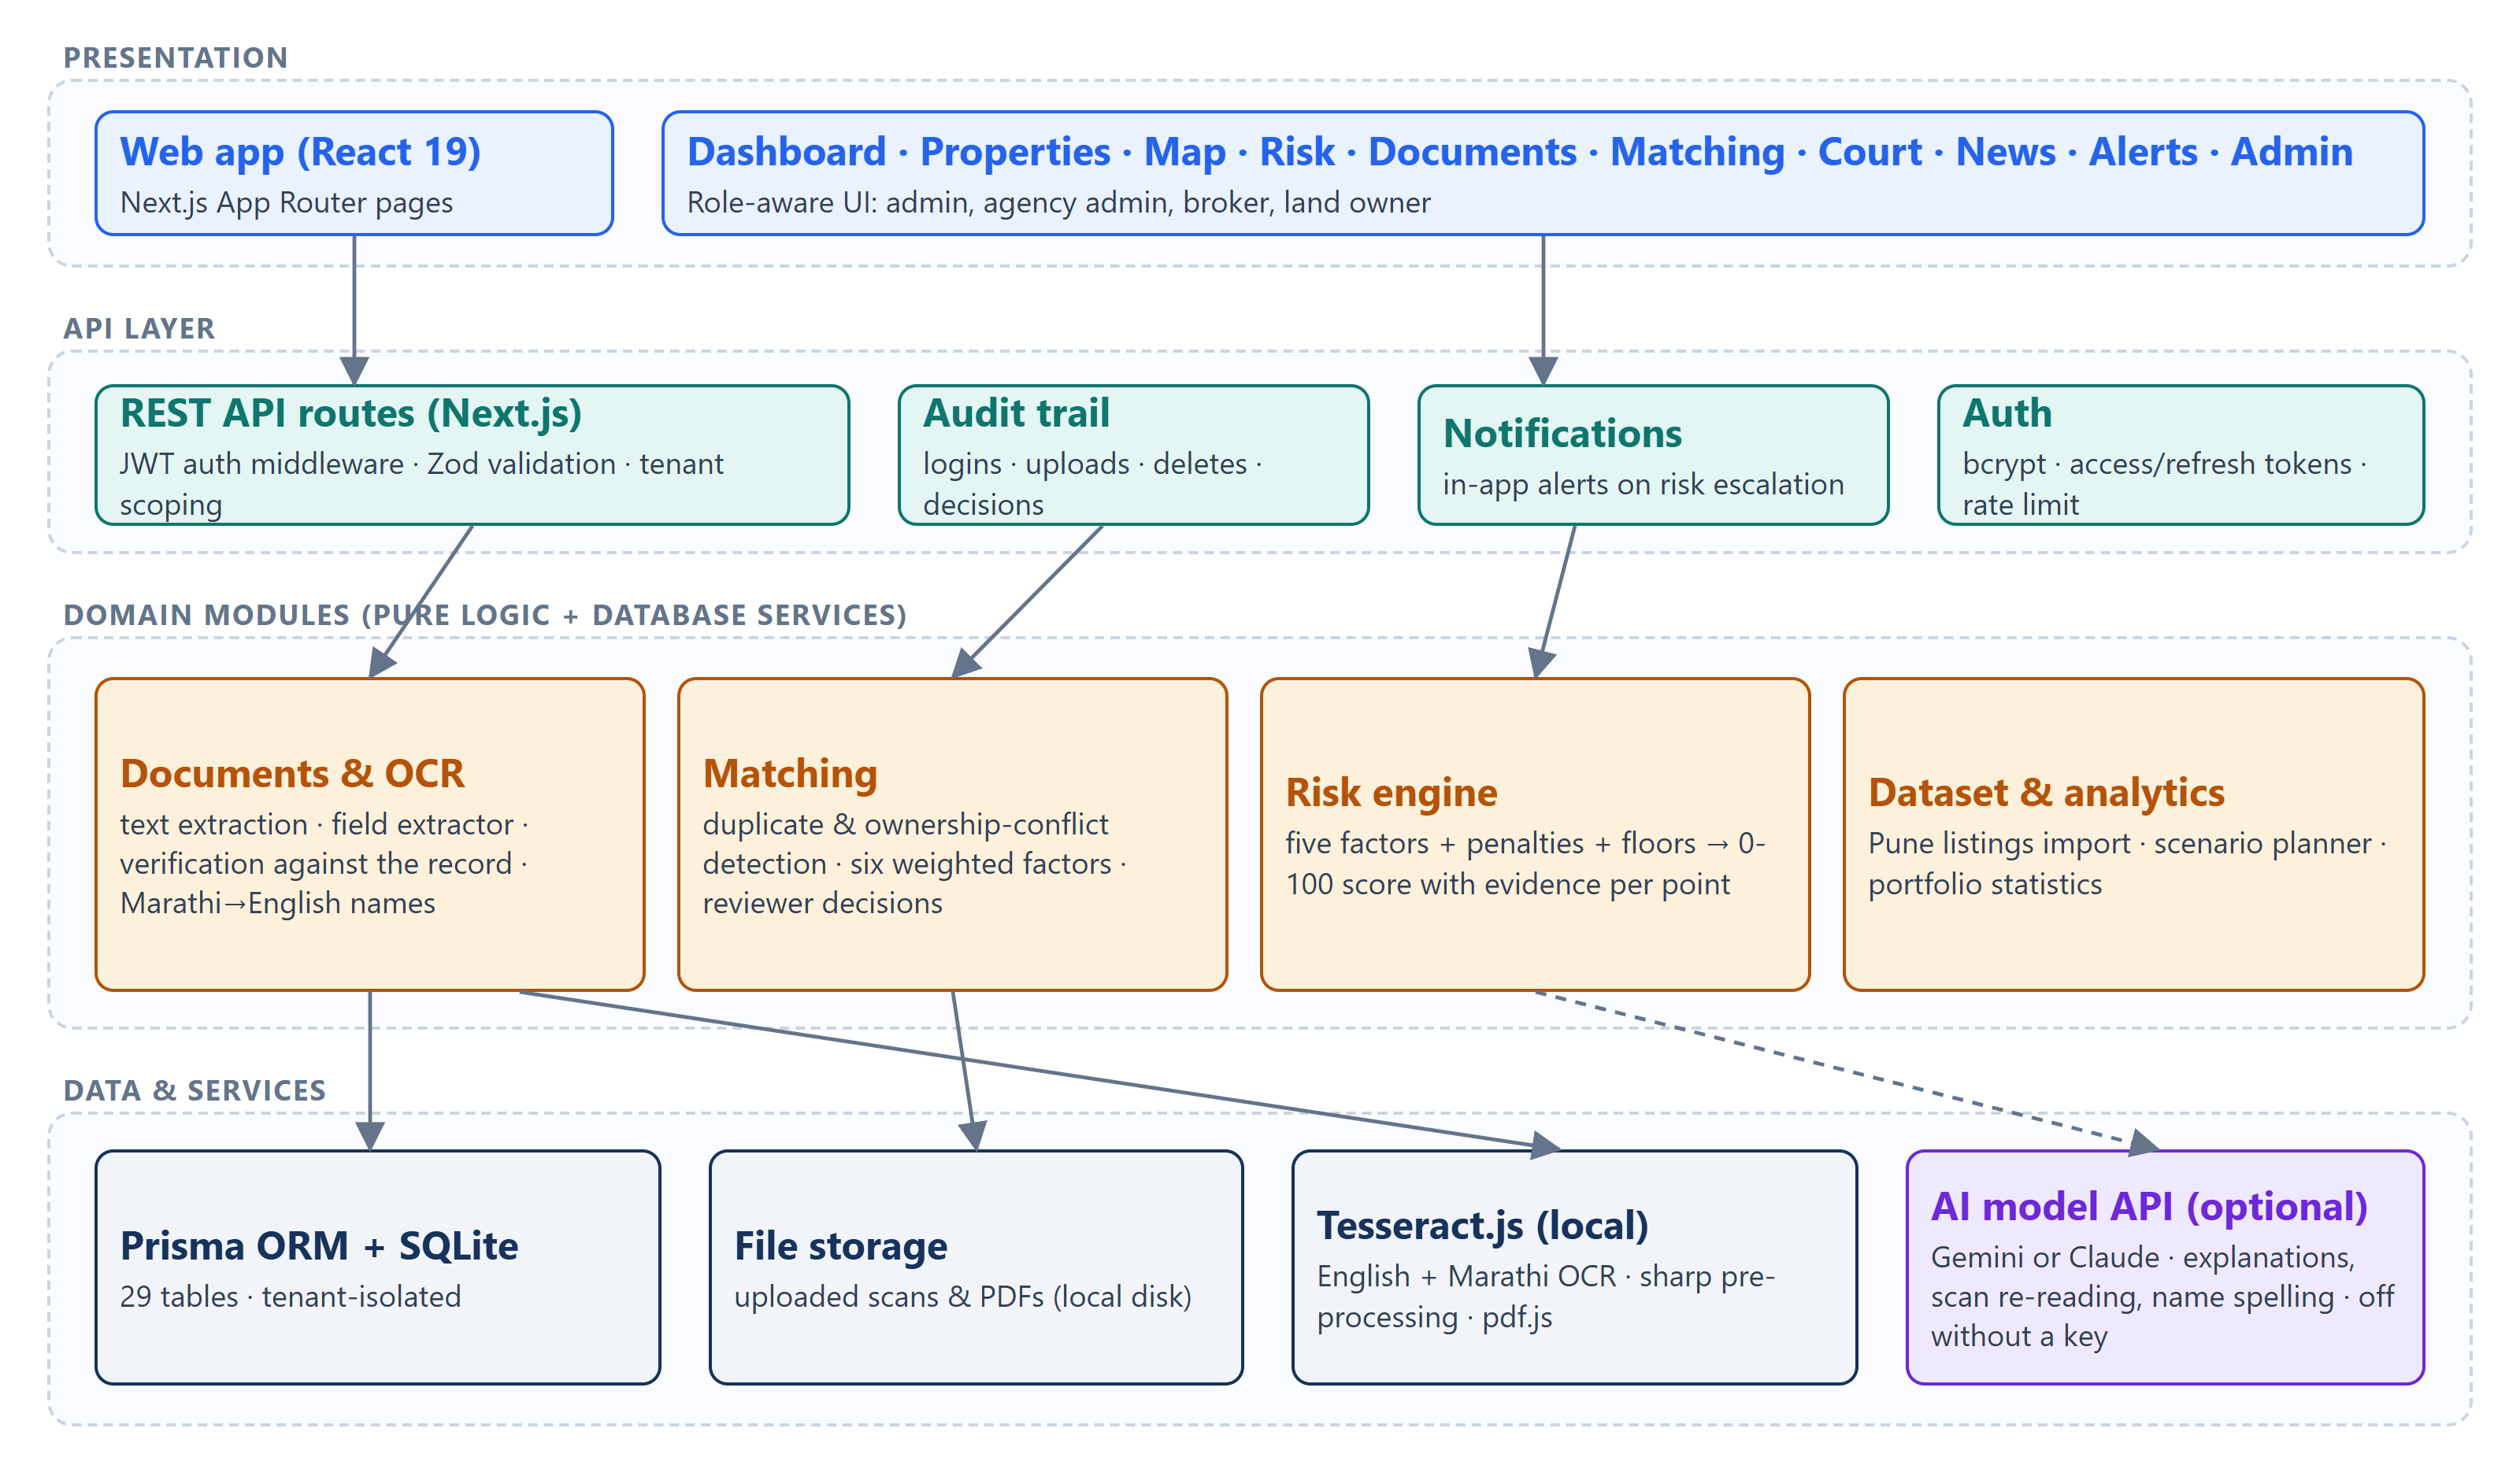 PRESENTATION
Web app (React 19)
Next.js App Router pages
Dashboard · Properties · Map · Risk · Documents · Matching · Court · News · Alerts · Admin
Role-aware UI: admin, agency admin, broker, land owner
API LAYER
REST API routes (Next.js)
JWT auth middleware · Zod validation · tenant
scoping
Audit trail
logins · uploads · deletes ·
decisions
Notifications
in-app alerts on risk escalation
Auth
bcrypt · access/refresh tokens ·
rate limit
DOMAIN MODULES (PURE LOGIC + DATABASE SERVICES)
Documents & OCR
text extraction · field extractor ·
verification against the record ·
Marathi→English names
Matching
duplicate & ownership-conflict
detection · six weighted factors ·
reviewer decisions
Risk engine
five factors + penalties + floors → 0-
100 score with evidence per point
Dataset & analytics
Pune listings import · scenario planner ·
portfolio statistics
DATA & SERVICES
Prisma ORM + SQLite
29 tables · tenant-isolated
File storage
uploaded scans & PDFs (local disk)
Tesseract.js (local)
English + Marathi OCR · sharp pre-
processing · pdf.js
AI model API (optional)
Gemini or Claude · explanations,
scan re-reading, name spelling · off
without a key